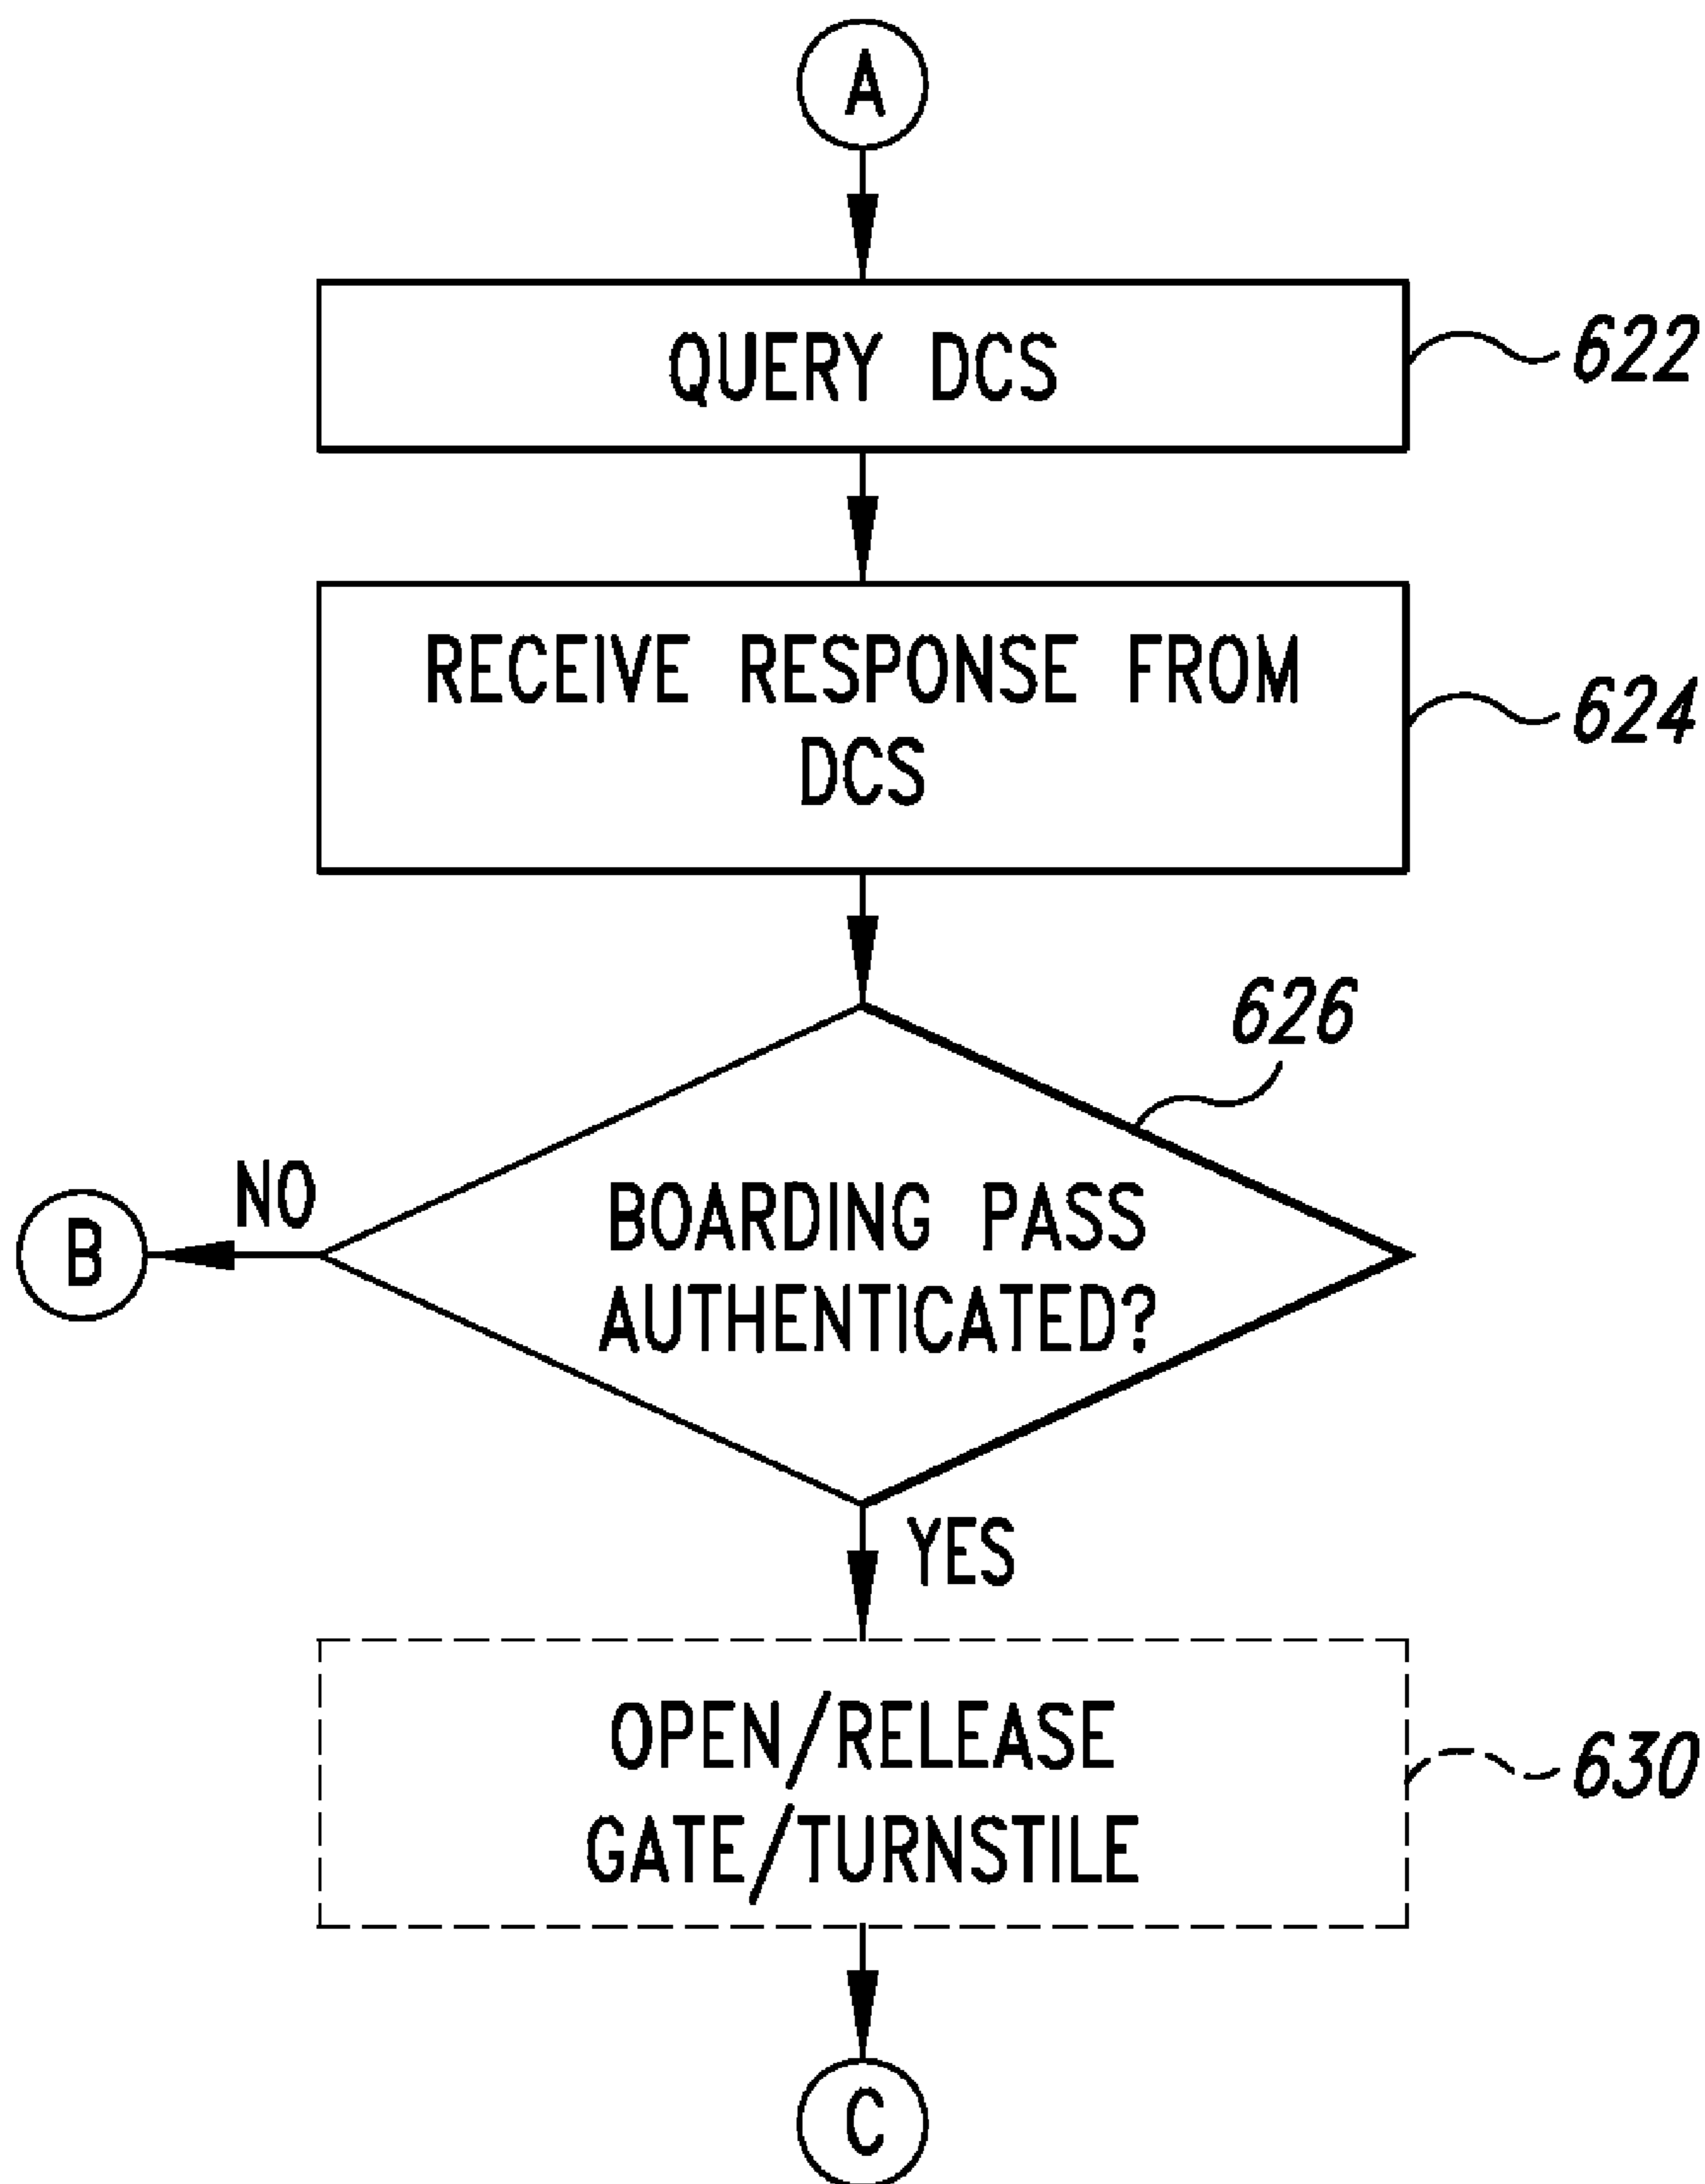 A
QUERY DCS
622
RECEIVE RESPONSE FROM
DCS
624
626
BOARDING PASS
AUTHENTICATED?
NO
B
YES
OPEN/RELEASE
GATE/TURNSTILE
630
C